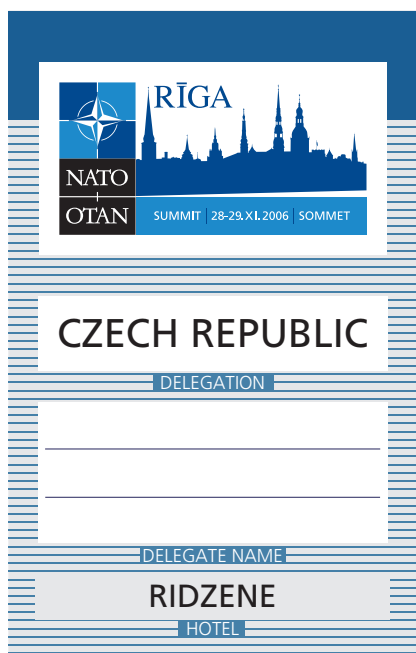 RĪGA
NATO
OTAN
SUMMIT | 28-29.XI.2006 | SOMMET
CZECH REPUBLIC
DELEGATION
DELEGATE NAME
RIDZENE
HOTEL